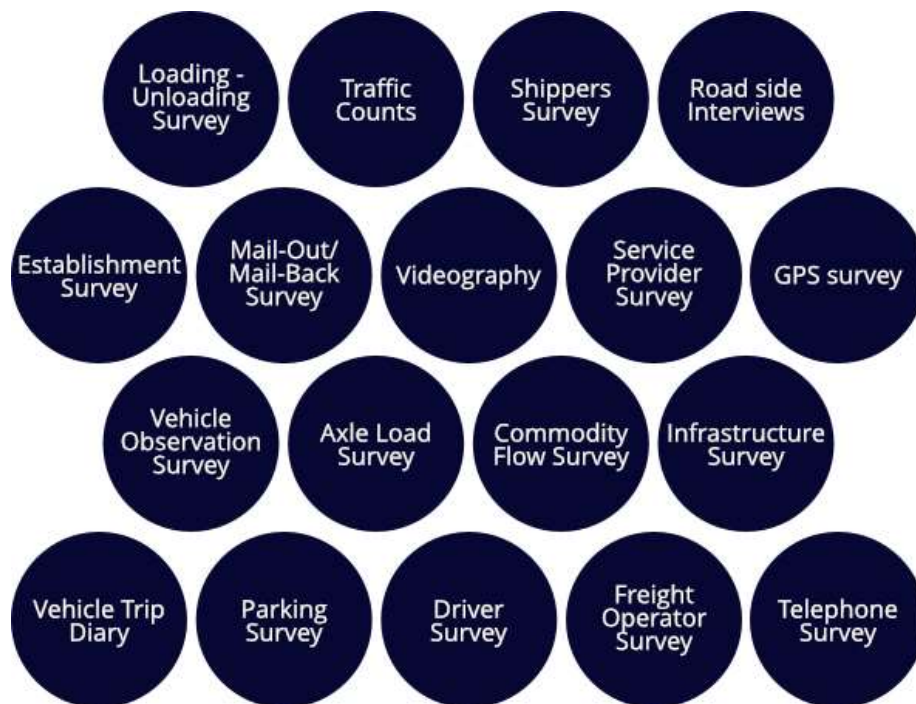 Loading -
Unloading
Survey
Traffic
Counts
Shippers
Survey
Road side
Interviews
Establishment
Survey
Mail-Out/
Mail-Back
Survey
Videography
Service
Provider
Survey
GPS survey
Vehicle
Observation
Survey
Axle Load
Survey
Commodity
Flow Survey
Infrastructure
Survey
Vehicle Trip
Diary
Parking
Survey
Driver
Survey
Freight
Operator
Survey
Telephone
Survey